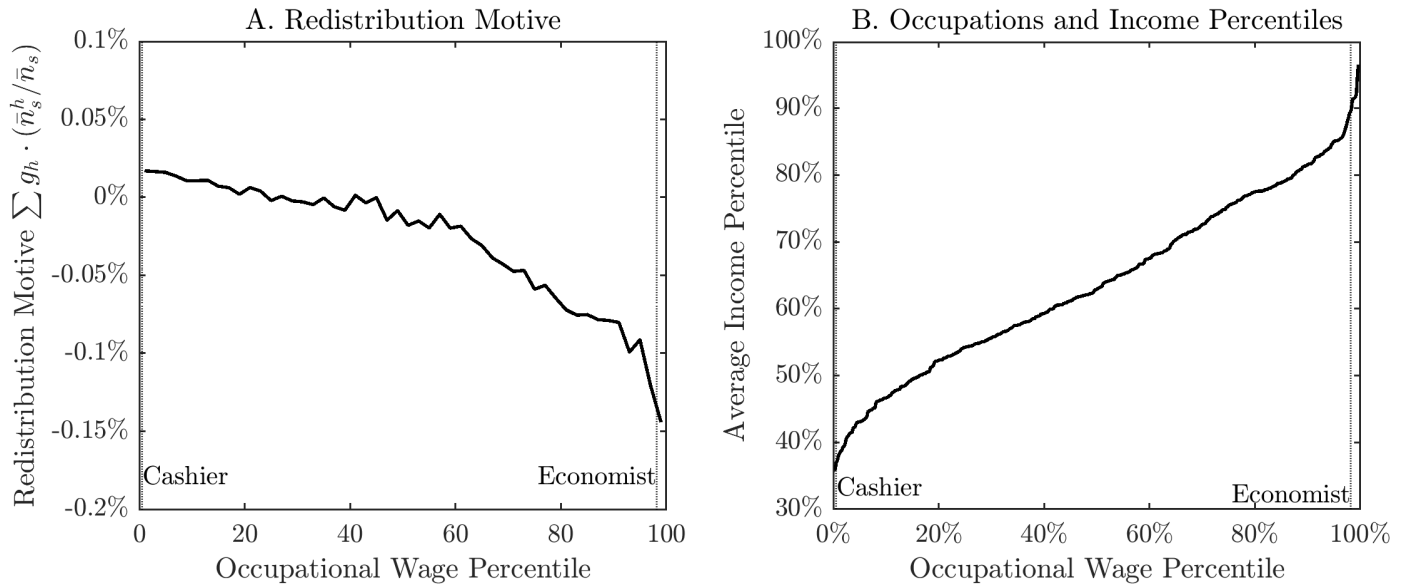 A. Redistribution Motive
Redistribution Motive ∑ g_h · (n̄_s^h/n̄_s)
0.1%
0.05%
0%
-0.05%
-0.1%
-0.15%
-0.2%
Cashier
Economist
0 20 40 60 80 100
Occupational Wage Percentile
B. Occupations and Income Percentiles
Average Income Percentile
100%
90%
80%
70%
60%
50%
40%
30%
Cashier
Economist
0% 20% 40% 60% 80% 100%
Occupational Wage Percentile